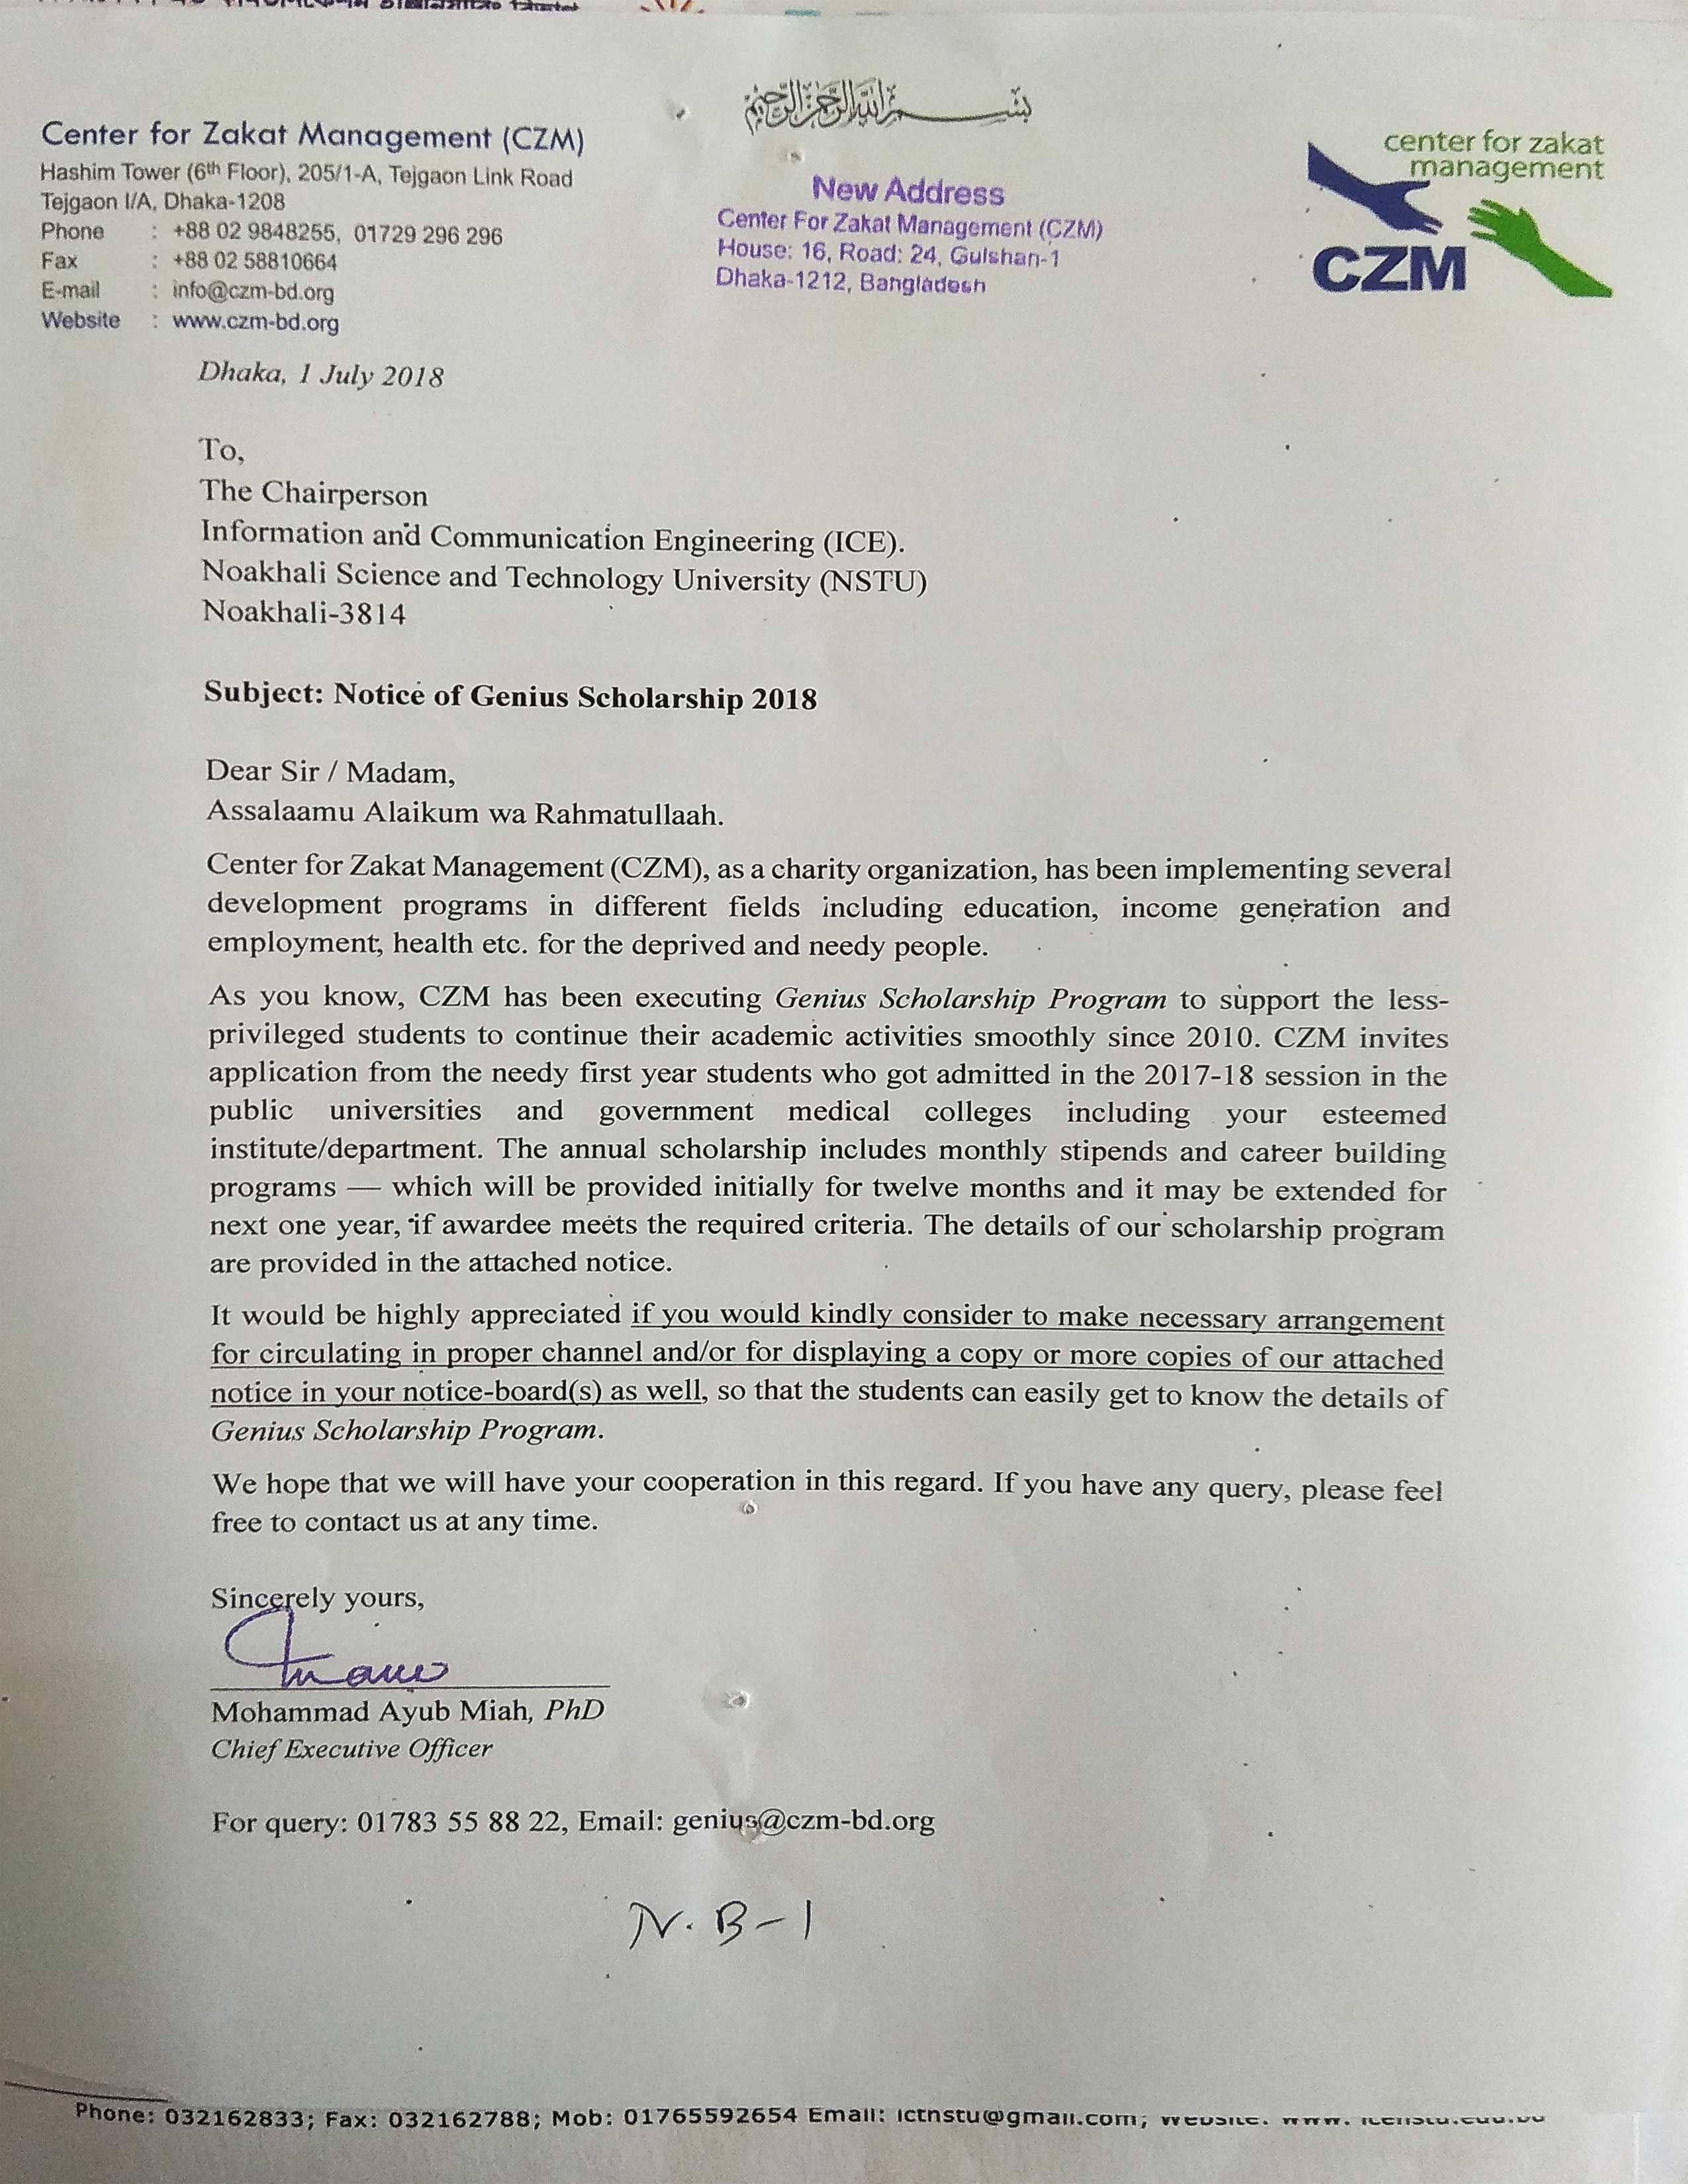 Center for Zakat Management (CZM)
Hashim Tower (6th Floor), 205/1-A, Tejgaon Link Road
Tejgaon I/A, Dhaka-1208
Phone : +88 02 9848255, 01729 296 296
Fax : +88 02 58810664
E-mail : info@czm-bd.org
Website : www.czm-bd.org
بسم الله الرحمن الرحيم
New Address
Center For Zakat Management (CZM)
House: 16, Road: 24, Gulshan-1
Dhaka-1212, Bangladesh
center for zakat
management
CZM
Dhaka, 1 July 2018
To,
The Chairperson
Information and Communication Engineering (ICE).
Noakhali Science and Technology University (NSTU)
Noakhali-3814
Subject: Notice of Genius Scholarship 2018
Dear Sir / Madam,
Assalaamu Alaikum wa Rahmatullaah.
Center for Zakat Management (CZM), as a charity organization, has been implementing several
development programs in different fields including education, income generation and
employment, health etc. for the deprived and needy people.
As you know, CZM has been executing Genius Scholarship Program to support the less-
privileged students to continue their academic activities smoothly since 2010. CZM invites
application from the needy first year students who got admitted in the 2017-18 session in the
public universities and government medical colleges including your esteemed
institute/department. The annual scholarship includes monthly stipends and career building
programs — which will be provided initially for twelve months and it may be extended for
next one year, if awardee meets the required criteria. The details of our scholarship program
are provided in the attached notice.
It would be highly appreciated if you would kindly consider to make necessary arrangement
for circulating in proper channel and/or for displaying a copy or more copies of our attached
notice in your notice-board(s) as well, so that the students can easily get to know the details of
Genius Scholarship Program.
We hope that we will have your cooperation in this regard. If you have any query, please feel
free to contact us at any time.
Sincerely yours,
Mohammad Ayub Miah, PhD
Chief Executive Officer
For query: 01783 55 88 22, Email: genius@czm-bd.org
N.B-1
Phone: 032162833; Fax: 032162788; Mob: 01765592654 Email: ictnstu@gmail.com; Website: www.